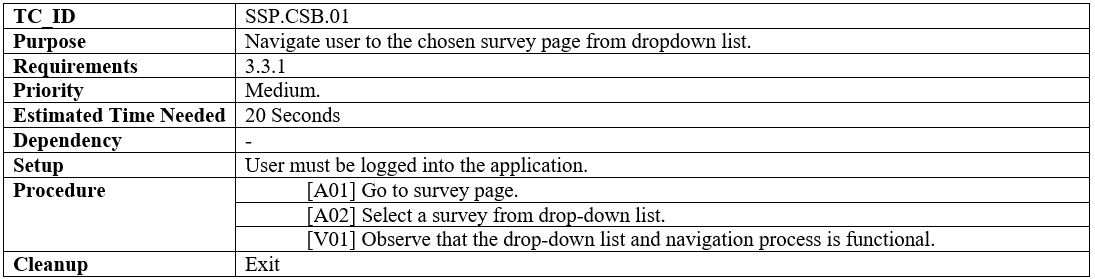 TC_ID SSP.CSB.01
Purpose Navigate user to the chosen survey page from dropdown list.
Requirements 3.3.1
Priority Medium.
Estimated Time Needed 20 Seconds
Dependency -
Setup User must be logged into the application.
Procedure [A01] Go to survey page.
[A02] Select a survey from drop-down list.
[V01] Observe that the drop-down list and navigation process is functional.
Cleanup Exit